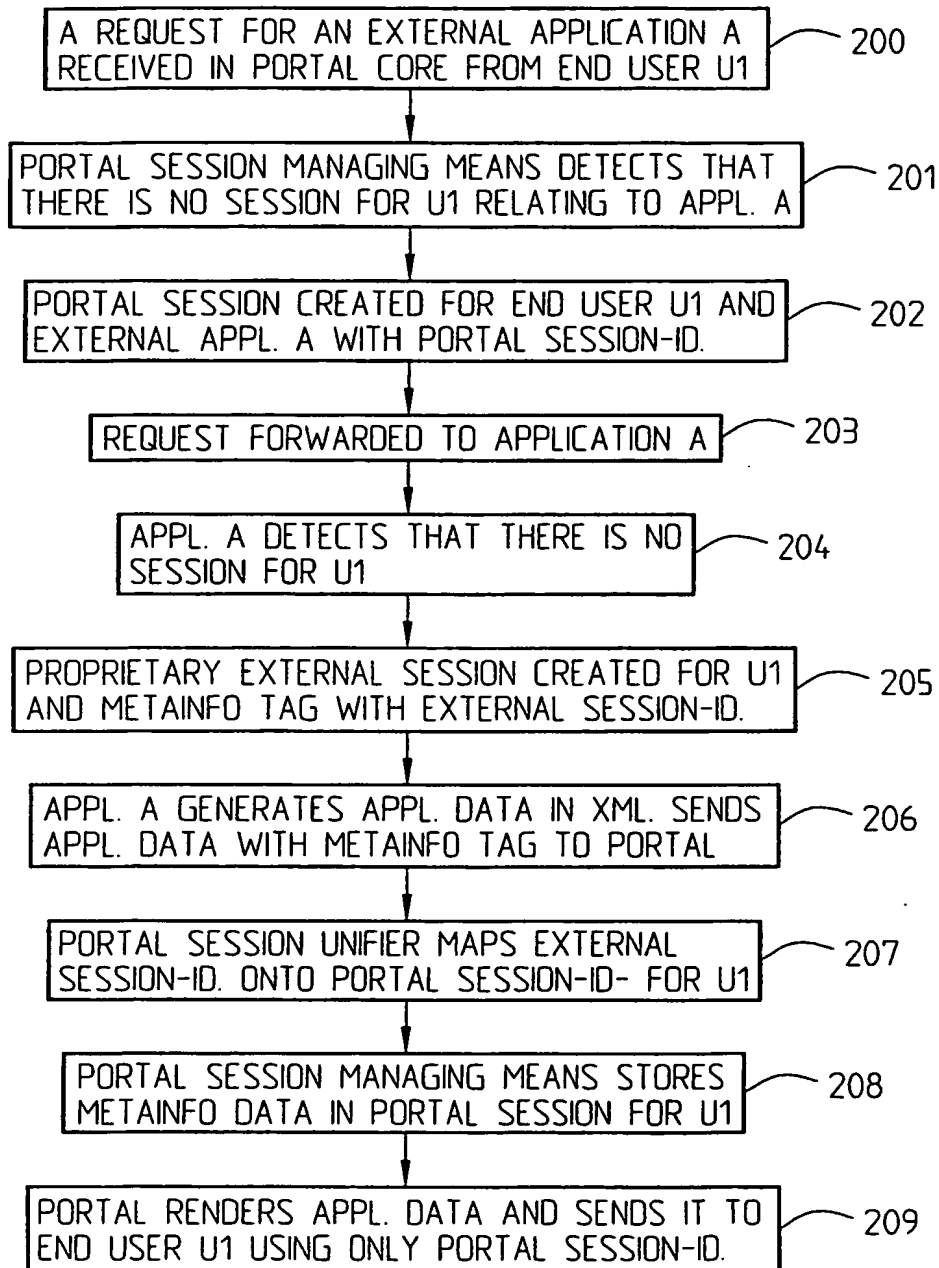 A REQUEST FOR AN EXTERNAL APPLICATION A
RECEIVED IN PORTAL CORE FROM END USER U1
200
PORTAL SESSION MANAGING MEANS DETECTS THAT
THERE IS NO SESSION FOR U1 RELATING TO APPL. A
201
PORTAL SESSION CREATED FOR END USER U1 AND
EXTERNAL APPL. A WITH PORTAL SESSION-ID.
202
REQUEST FORWARDED TO APPLICATION A
203
APPL. A DETECTS THAT THERE IS NO
SESSION FOR U1
204
PROPRIETARY EXTERNAL SESSION CREATED FOR U1
AND METAINFO TAG WITH EXTERNAL SESSION-ID.
205
APPL. A GENERATES APPL. DATA IN XML. SENDS
APPL. DATA WITH METAINFO TAG TO PORTAL
206
PORTAL SESSION UNIFIER MAPS EXTERNAL
SESSION-ID. ONTO PORTAL SESSION-ID- FOR U1
207
PORTAL SESSION MANAGING MEANS STORES
METAINFO DATA IN PORTAL SESSION FOR U1
208
PORTAL RENDERS APPL. DATA AND SENDS IT TO
END USER U1 USING ONLY PORTAL SESSION-ID.
209